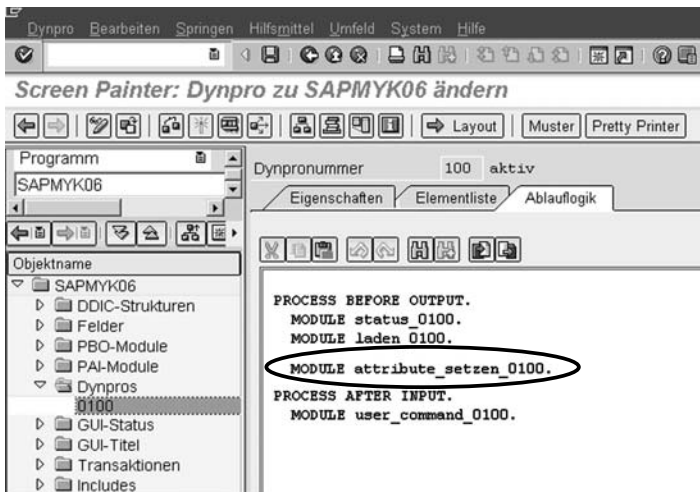 Dynpro Bearbeiten Springen Hilfsmittel Umfeld System Hilfe
Screen Painter: Dynpro zu SAPMYK06 ändern
Layout Muster Pretty Printer
Programm
SAPMYK06
Objektname
SAPMYK06
DDIC-Strukturen
Felder
PBO-Module
PAI-Module
Dynpros
0100
GUI-Status
GUI-Titel
Transaktionen
Includes
Dynpronummer 100 aktiv
Eigenschaften Elementliste Ablauflogik
PROCESS BEFORE OUTPUT.
MODULE status_0100.
MODULE laden_0100.
MODULE attribute_setzen_0100.
PROCESS AFTER INPUT.
MODULE user_command_0100.